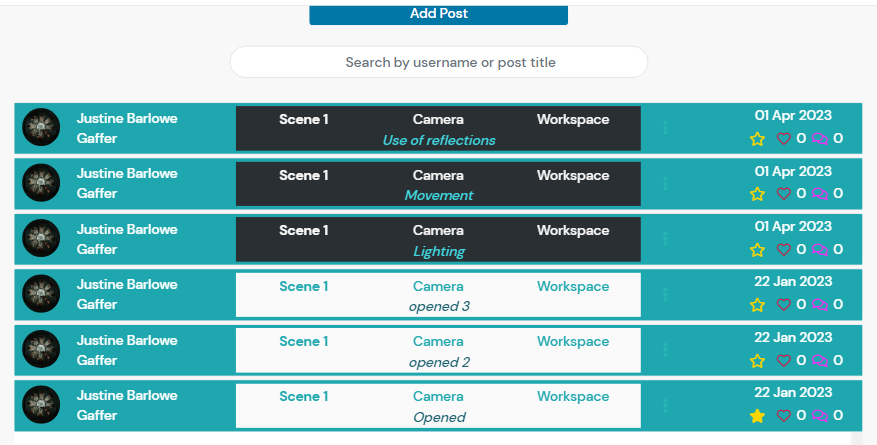 Add Post
Search by username or post title
Justine Barlowe Scene 1 Camera Workspace 01 Apr 2023
Gaffer Use of reflections 0 0
Justine Barlowe Scene 1 Camera Workspace 01 Apr 2023
Gaffer Movement 0 0
Justine Barlowe Scene 1 Camera Workspace 01 Apr 2023
Gaffer Lighting 0 0
Justine Barlowe Scene 1 Camera Workspace 22 Jan 2023
Gaffer opened 3 0 0
Justine Barlowe Scene 1 Camera Workspace 22 Jan 2023
Gaffer opened 2 0 0
Justine Barlowe Scene 1 Camera Workspace 22 Jan 2023
Gaffer Opened 0 0